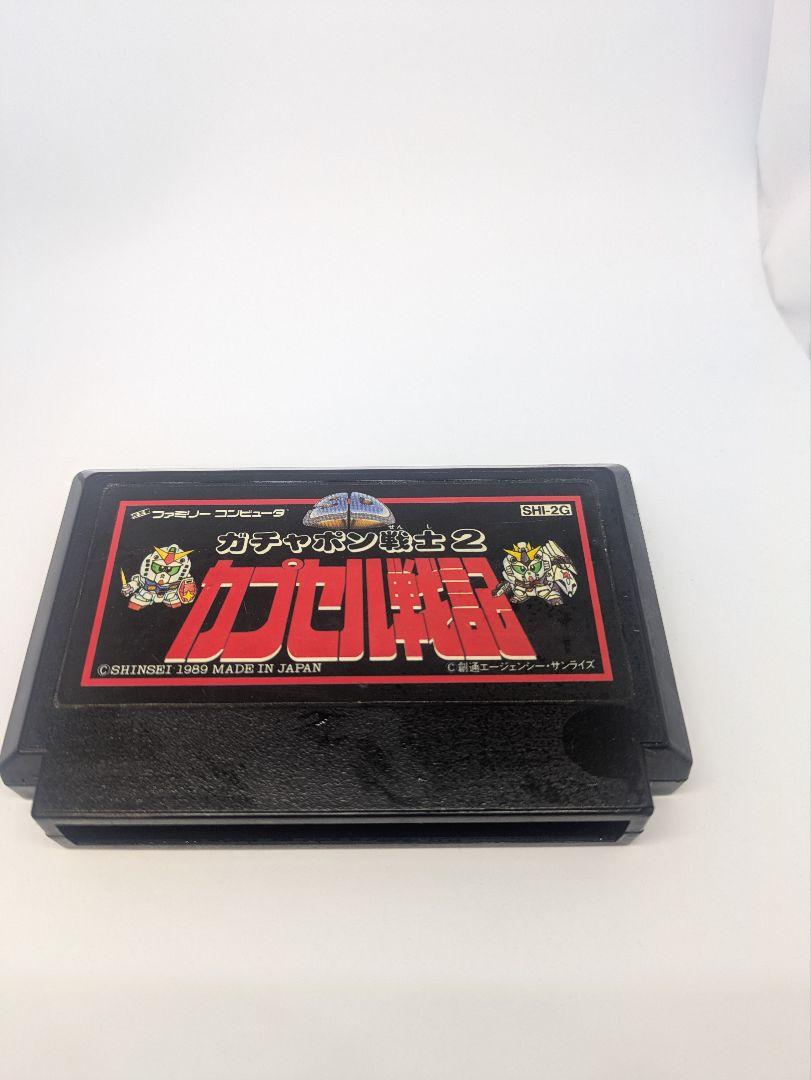 ファミリー コンピュータ
SD
SHI-2G
せんし
ガチャポン戦士2
カプセル戦記
©SHINSEI 1989 MADE IN JAPAN
C 創通エージェンシー・サンライズ